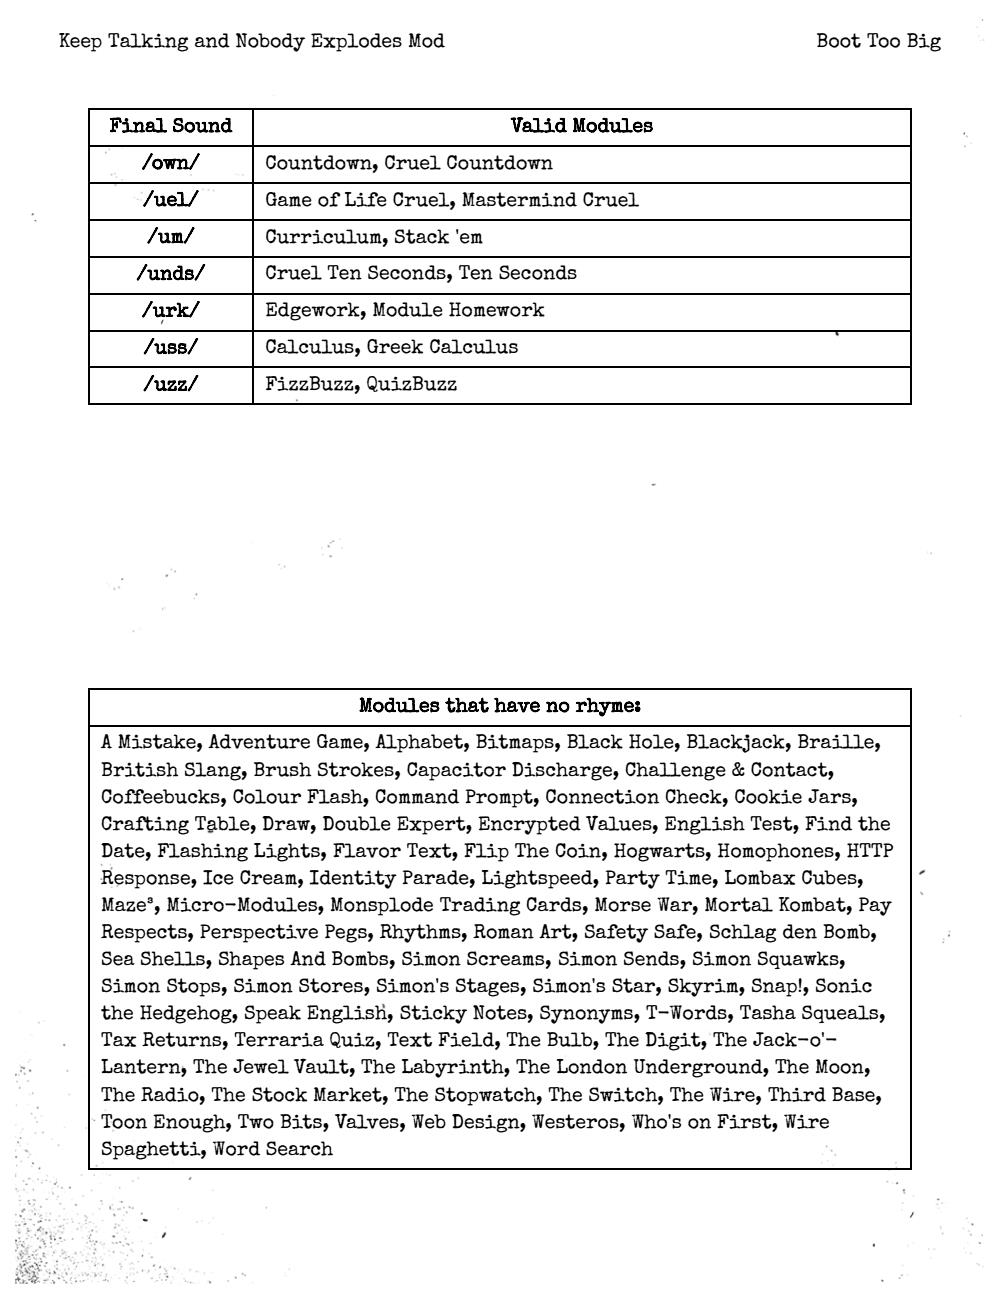 Keep Talking and Nobody Explodes Mod Boot Too Big
Final Sound Valid Modules
/own/ Countdown, Cruel Countdown
/uel/ Game of Life Cruel, Mastermind Cruel
/um/ Curriculum, Stack 'em
/unds/ Cruel Ten Seconds, Ten Seconds
/urk/ Edgework, Module Homework
/uss/ Calculus, Greek Calculus
/uzz/ FizzBuzz, QuizBuzz
Modules that have no rhyme:
A Mistake, Adventure Game, Alphabet, Bitmaps, Black Hole, Blackjack, Braille,
British Slang, Brush Strokes, Capacitor Discharge, Challenge & Contact,
Coffeebucks, Colour Flash, Command Prompt, Connection Check, Cookie Jars,
Crafting Table, Draw, Double Expert, Encrypted Values, English Test, Find the
Date, Flashing Lights, Flavor Text, Flip The Coin, Hogwarts, Homophones, HTTP
Response, Ice Cream, Identity Parade, Lightspeed, Party Time, Lombax Cubes,
Maze³, Micro-Modules, Monsplode Trading Cards, Morse War, Mortal Kombat, Pay
Respects, Perspective Pegs, Rhythms, Roman Art, Safety Safe, Schlag den Bomb,
Sea Shells, Shapes And Bombs, Simon Screams, Simon Sends, Simon Squawks,
Simon Stops, Simon Stores, Simon's Stages, Simon's Star, Skyrim, Snap!, Sonic
the Hedgehog, Speak English, Sticky Notes, Synonyms, T-Words, Tasha Squeals,
Tax Returns, Terraria Quiz, Text Field, The Bulb, The Digit, The Jack-o'-
Lantern, The Jewel Vault, The Labyrinth, The London Underground, The Moon,
The Radio, The Stock Market, The Stopwatch, The Switch, The Wire, Third Base,
Toon Enough, Two Bits, Valves, Web Design, Westeros, Who's on First, Wire
Spaghetti, Word Search